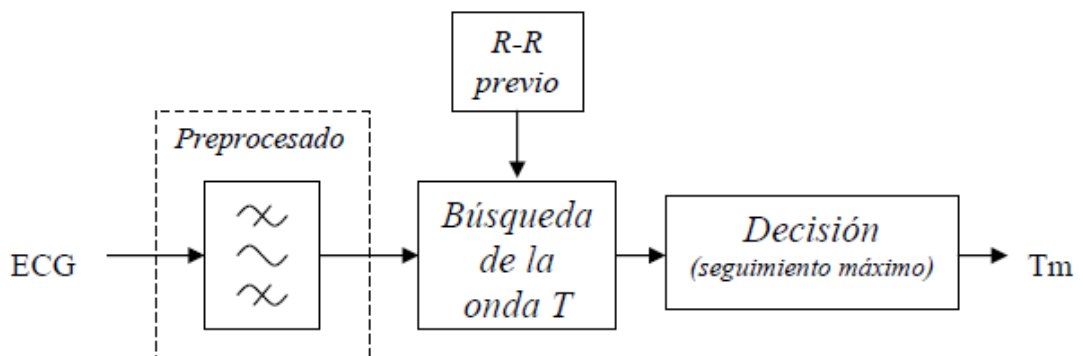 R-R
previo
Preprocesado
ECG
Búsqueda
de la
onda T
Decisión
(seguimiento máximo)
Tm